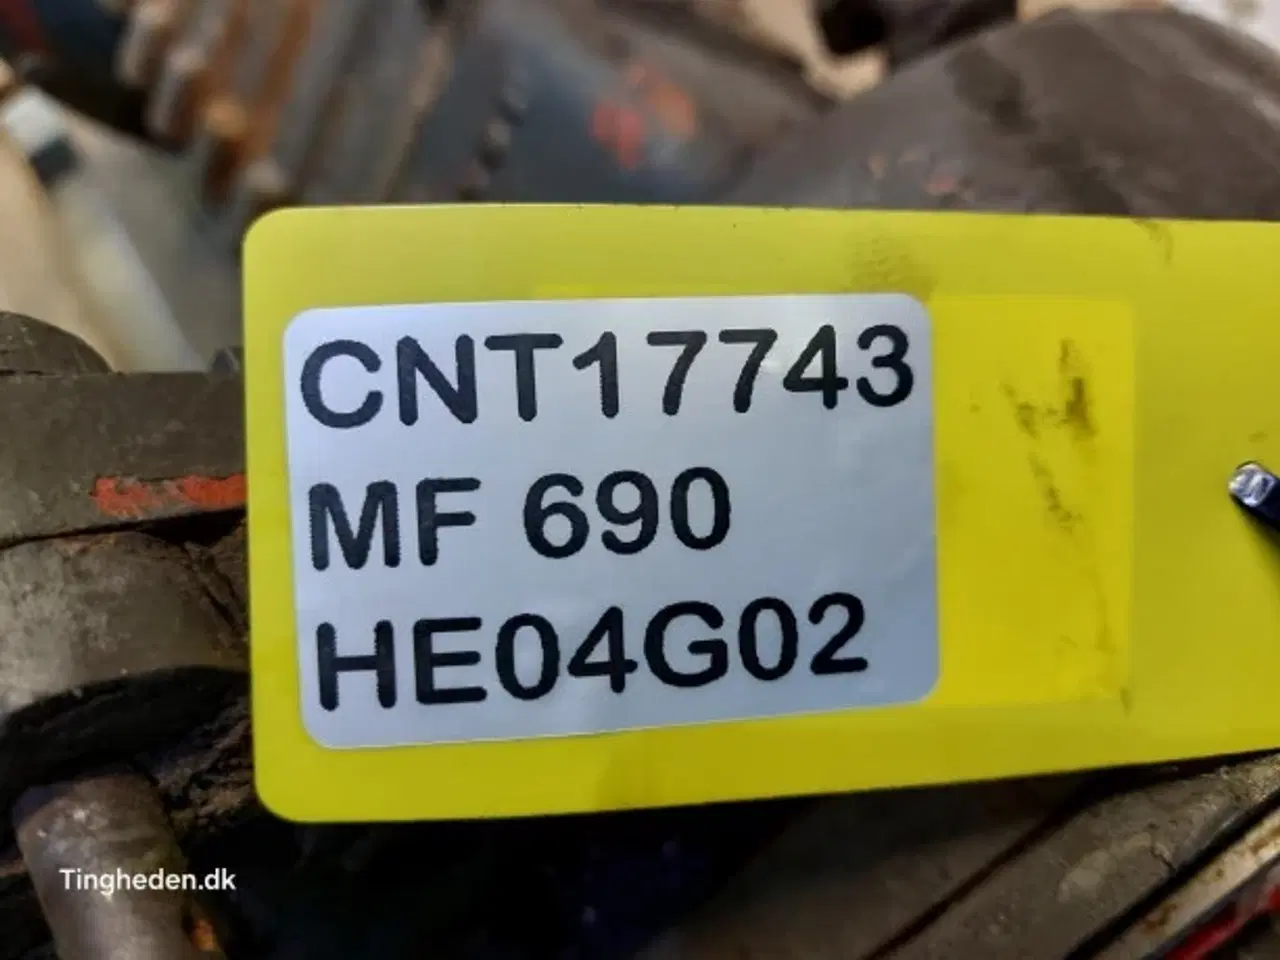 CNT17743
MF 690
HE04G02
Tingheden.dk